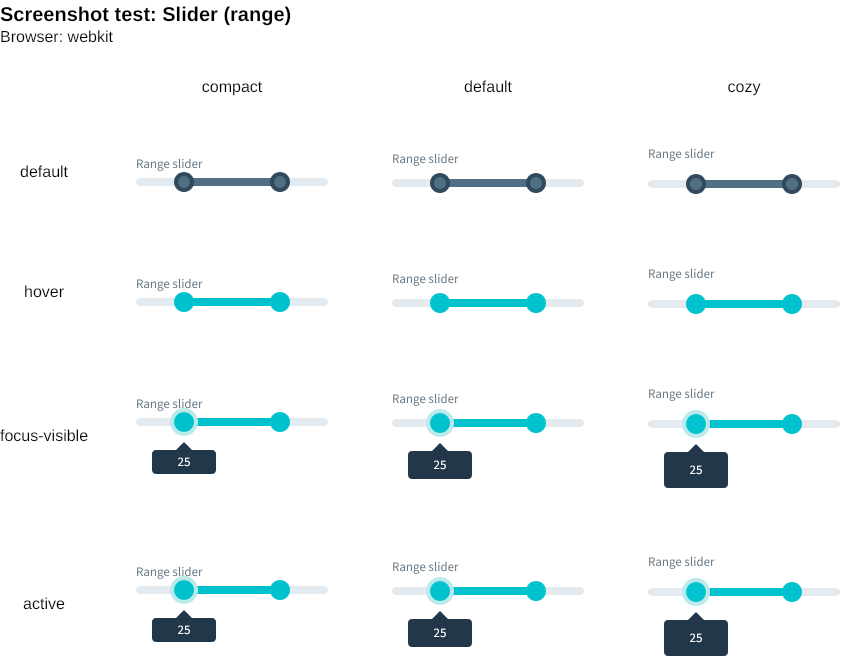 Screenshot test: Slider (range)
Browser: webkit
compact default cozy
default Range slider Range slider Range slider
hover Range slider Range slider Range slider
focus-visible Range slider Range slider Range slider
25 25 25
active Range slider Range slider Range slider
25 25 25